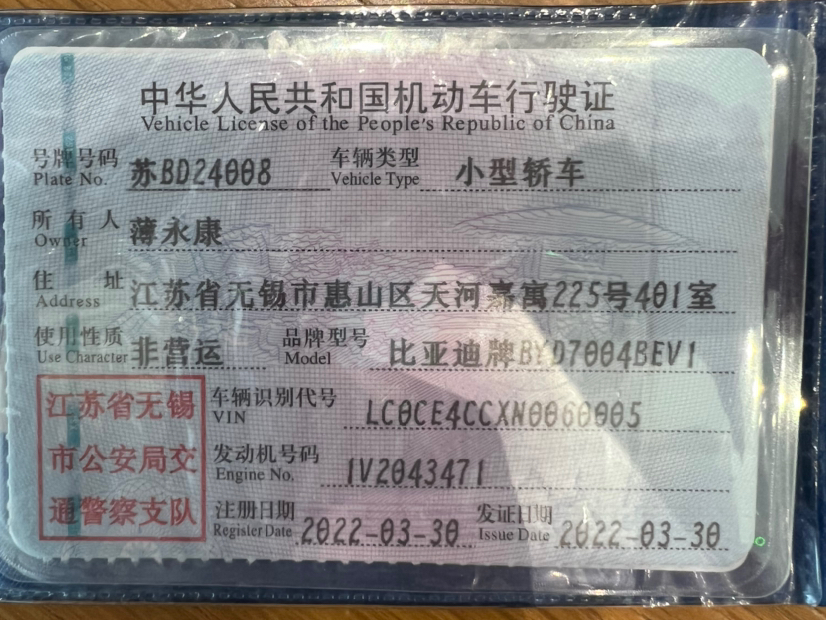 中华人民共和国机动车行驶证
Vehicle License of the People's Republic of China
号牌号码 苏BD24008 车辆类型 小型轿车
Plate No. Vehicle Type
所有人 薄永康
Owner
住址 江苏省无锡市惠山区天河嘉寓225号401室
Address
使用性质 非营运 品牌型号 比亚迪牌BYD7004BEV1
Use Character Model
江苏省无锡
市公安局交
通警察支队
车辆识别代号 LC0CE4CCXN0060005
VIN
发动机号码 1V2043471
Engine No.
注册日期 2022-03-30 发证日期 2022-03-30
Register Date Issue Date